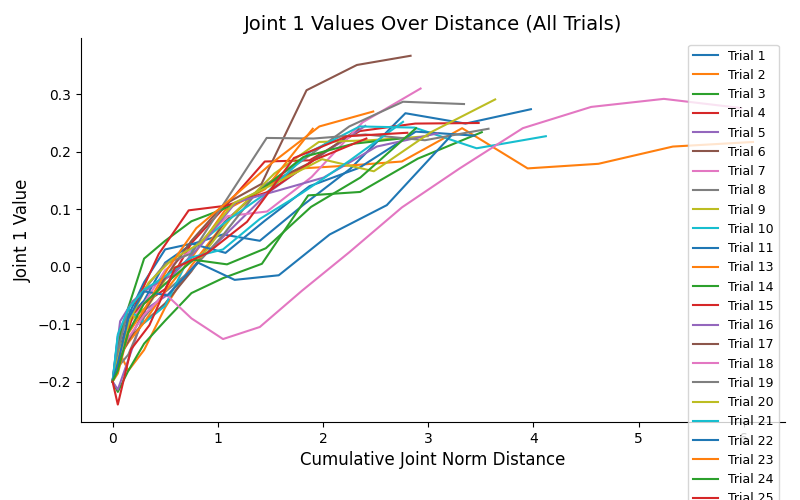 Joint 1 Values Over Distance (All Trials)
Joint 1 Value
0.3
0.2
0.1
0.0
−0.1
−0.2
0
1
2
3
4
5
6
Cumulative Joint Norm Distance
Trial 1
Trial 2
Trial 3
Trial 4
Trial 5
Trial 6
Trial 7
Trial 8
Trial 9
Trial 10
Trial 11
Trial 13
Trial 14
Trial 15
Trial 16
Trial 17
Trial 18
Trial 19
Trial 20
Trial 21
Trial 22
Trial 23
Trial 24
Trial 25